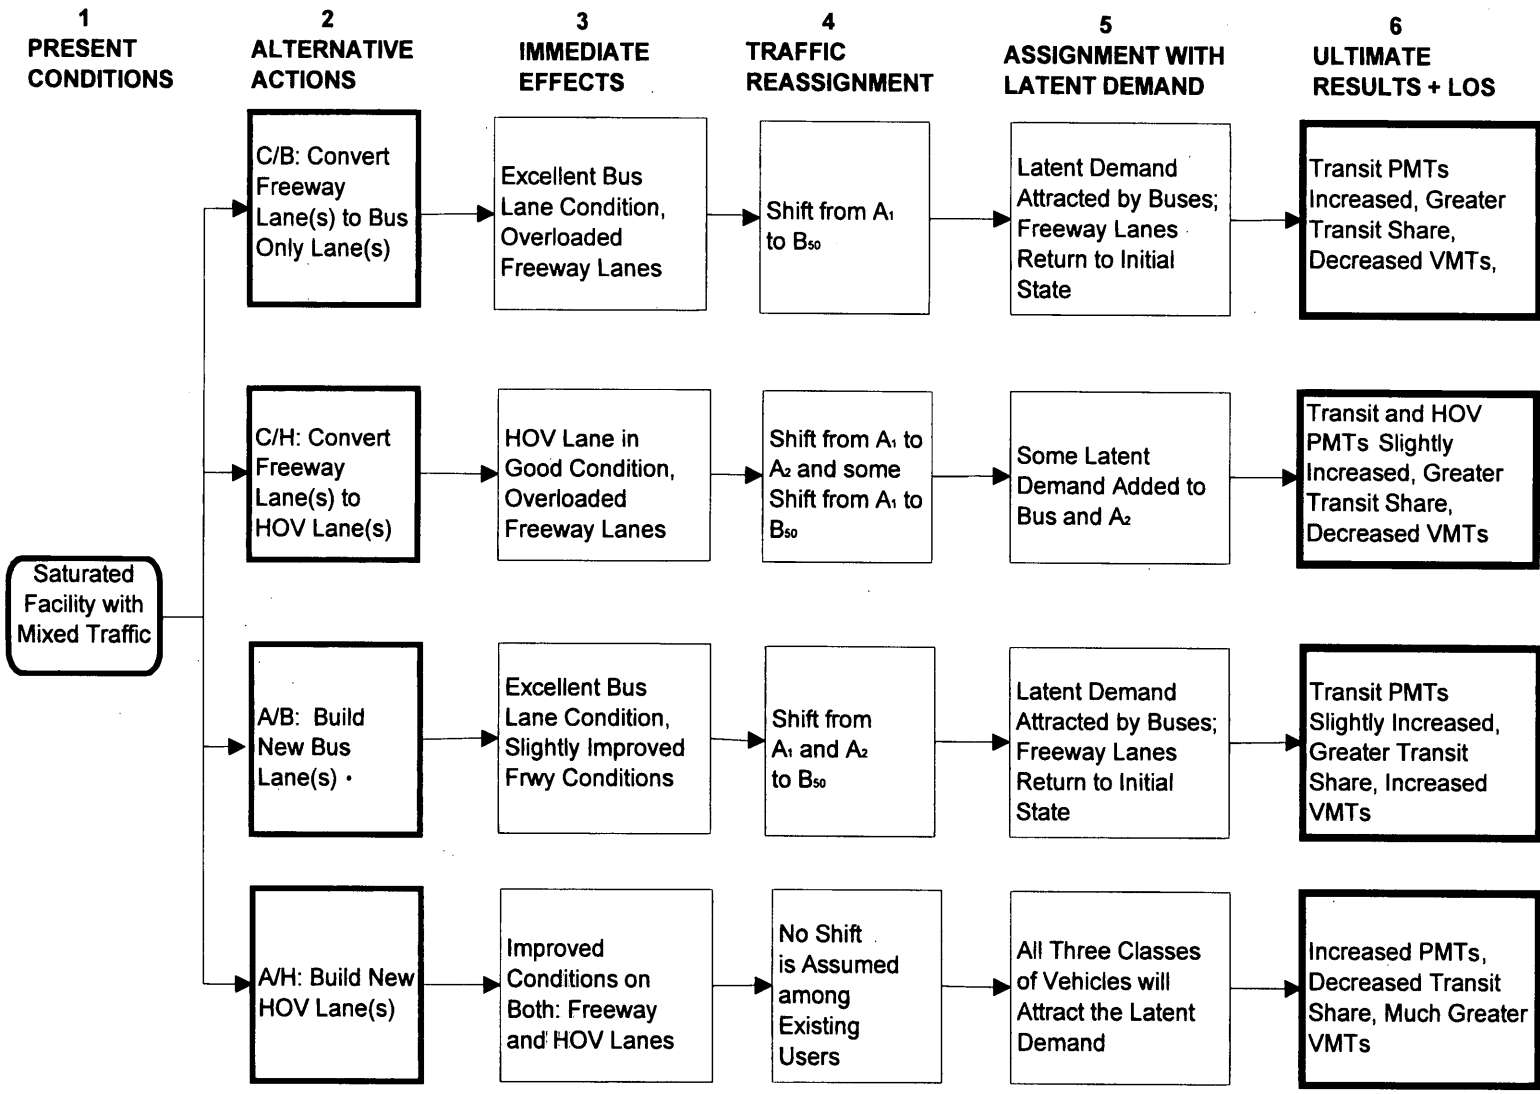 1
PRESENT
CONDITIONS
2
ALTERNATIVE
ACTIONS
3
IMMEDIATE
EFFECTS
4
TRAFFIC
REASSIGNMENT
5
ASSIGNMENT WITH
LATENT DEMAND
6
ULTIMATE
RESULTS + LOS
Saturated
Facility with
Mixed Traffic
C/B: Convert
Freeway
Lane(s) to Bus
Only Lane(s)
Excellent Bus
Lane Condition,
Overloaded
Freeway Lanes
Shift from A₁
to B₅₀
Latent Demand
Attracted by Buses;
Freeway Lanes
Return to Initial
State
Transit PMTs
Increased, Greater
Transit Share,
Decreased VMTs,
C/H: Convert
Freeway
Lane(s) to
HOV Lane(s)
HOV Lane in
Good Condition,
Overloaded
Freeway Lanes
Shift from A₁ to
A₂ and some
Shift from A₁ to
B₅₀
Some Latent
Demand Added to
Bus and A₂
Transit and HOV
PMTs Slightly
Increased, Greater
Transit Share,
Decreased VMTs
A/B: Build
New Bus
Lane(s)
Excellent Bus
Lane Condition,
Slightly Improved
Frwy Conditions
Shift from
A₁ and A₂
to B₅₀
Latent Demand
Attracted by Buses;
Freeway Lanes
Return to Initial
State
Transit PMTs
Slightly Increased,
Greater Transit
Share, Increased
VMTs
A/H: Build New
HOV Lane(s)
Improved
Conditions on
Both: Freeway
and HOV Lanes
No Shift
is Assumed
among
Existing
Users
All Three Classes
of Vehicles will
Attract the Latent
Demand
Increased PMTs,
Decreased Transit
Share, Much Greater
VMTs